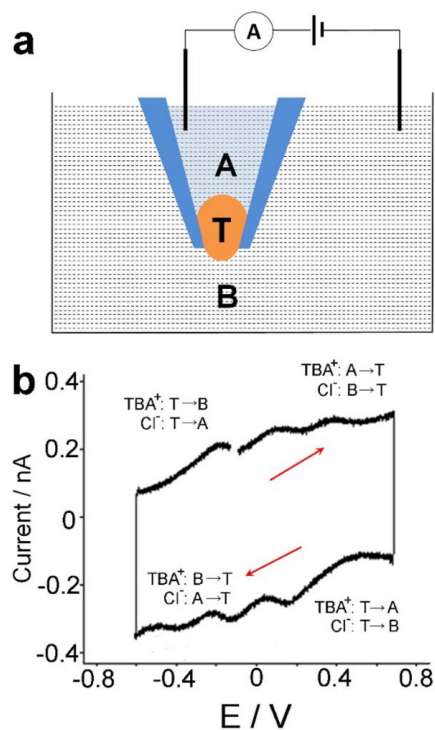 a
A
A
T
B
b
0.4
0.2
0
-0.2
-0.4
Current / nA
TBA⁺: T→B
Cl⁻: T→A
TBA⁺: A→T
Cl⁻: B→T
TBA⁺: B→T
Cl⁻: A→T
TBA⁺: T→A
Cl⁻: T→B
-0.8 -0.4 0 0.4 0.8
E / V